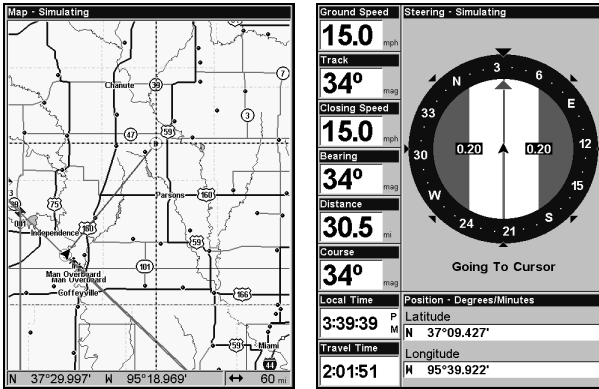 Map - Simulating
Chanute
39
7
3
59
47
Parsons
160
3
39
75
Independence
160
59
Man Overboard
Man Overboard
101
Coffeyville
166
59
Miami
44
N 37°29.997' W 95°18.969' ↔ 60 mi
Ground Speed
15.0 mph
Track
34° mag
Closing Speed
15.0 mph
Bearing
34° mag
Distance
30.5 mi
Course
34° mag
Local Time
3:39:39 PM
Travel Time
2:01:51
Steering - Simulating
3
6
E
12
15
S
21
24
W
30
33
N
0.20
0.20
Going To Cursor
Position - Degrees/Minutes
Latitude
N 37°09.427'
Longitude
W 95°39.922'